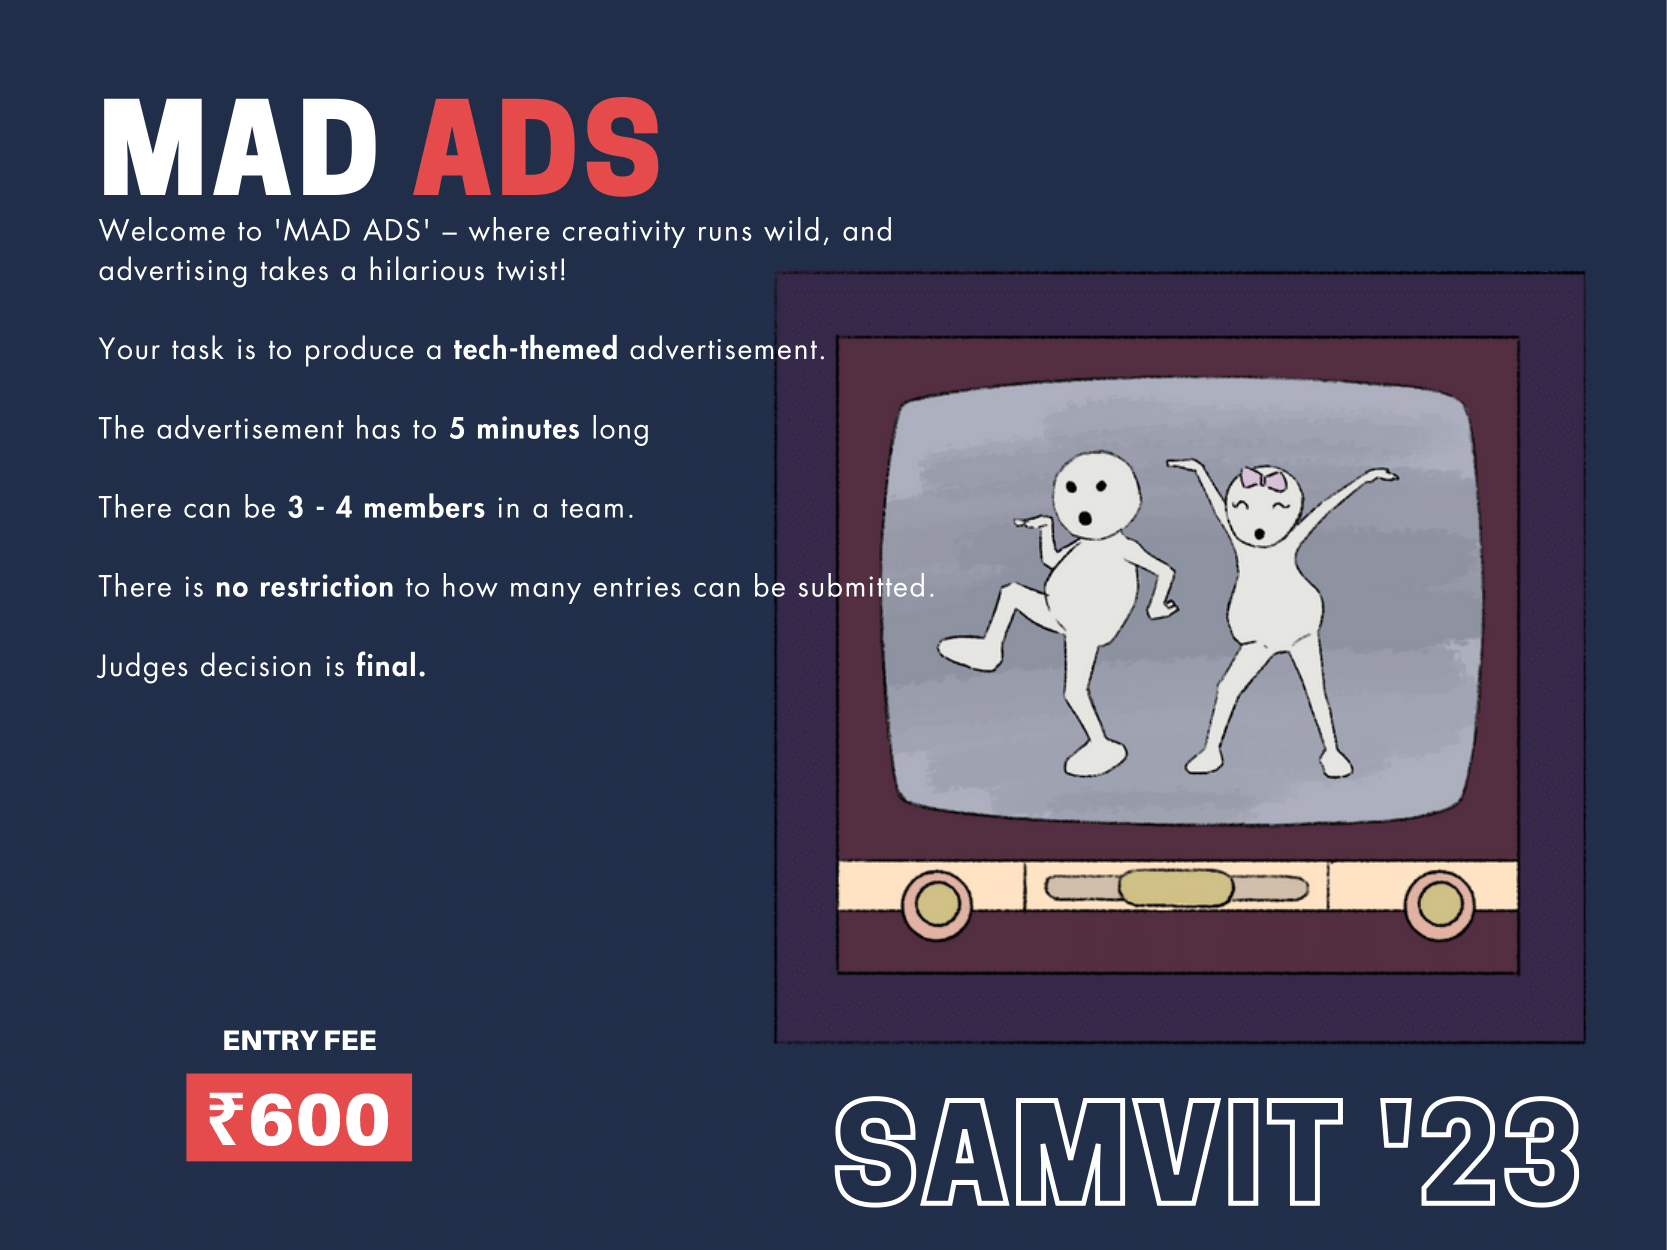 MAD ADS
Welcome to 'MAD ADS' – where creativity runs wild, and
advertising takes a hilarious twist!
Your task is to produce a tech-themed advertisement.
The advertisement has to 5 minutes long
There can be 3 - 4 members in a team.
There is no restriction to how many entries can be submitted.
Judges decision is final.
ENTRY FEE
₹600
SAMVIT '23